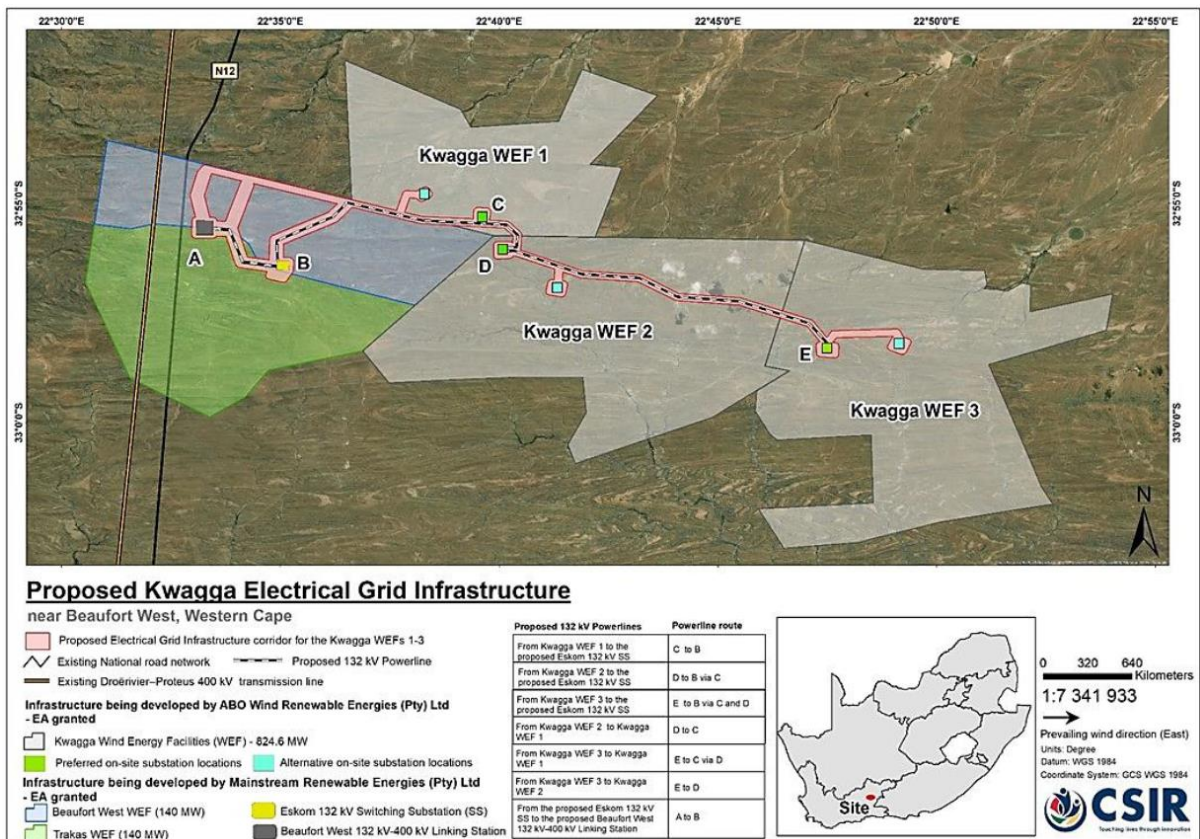 22°30'0"E 22°35'0"E 22°40'0"E 22°45'0"E 22°50'0"E 22°55'0"E
N12
Kwagga WEF 1
32°55'0"S
32°55'0"S
C
A
B
D
Kwagga WEF 2
E
Kwagga WEF 3
33°0'0"S
33°0'0"S
N
Proposed Kwagga Electrical Grid Infrastructure
near Beaufort West, Western Cape
Proposed Electrical Grid Infrastructure corridor for the Kwagga WEFs 1-3
Existing National road network Proposed 132 kV Powerline
Existing Droërivier–Proteus 400 kV transmission line
Infrastructure being developed by ABO Wind Renewable Energies (Pty) Ltd
- EA granted
Kwagga Wind Energy Facilities (WEF) - 824.6 MW
Preferred on-site substation locations Alternative on-site substation locations
Infrastructure being developed by Mainstream Renewable Energies (Pty) Ltd
- EA granted
Beaufort West WEF (140 MW) Eskom 132 kV Switching Substation (SS)
Trakas WEF (140 MW) Beaufort West 132 kV-400 kV Linking Station
Proposed 132 kV Powerlines Powerline route
From Kwagga WEF 1 to the
proposed Eskom 132 kV SS
C to B
From Kwagga WEF 2 to the
proposed Eskom 132 kV SS
D to B via C
From Kwagga WEF 3 to the
proposed Eskom 132 kV SS
E to B via C and D
From Kwagga WEF 2 to Kwagga
WEF 1
D to C
From Kwagga WEF 3 to Kwagga
WEF 1
E to C via D
From Kwagga WEF 3 to Kwagga
WEF 2
E to D
From the proposed Eskom 132 kV
SS to the proposed Beaufort West
132 kV-400 kV Linking Station
A to B
Site
0 320 640
Kilometers
1:7 341 933
Prevailing wind direction (East)
Units: Degree
Datum: WGS 1984
Coordinate System: GCS WGS 1984
CSIR
Touching lives through innovation